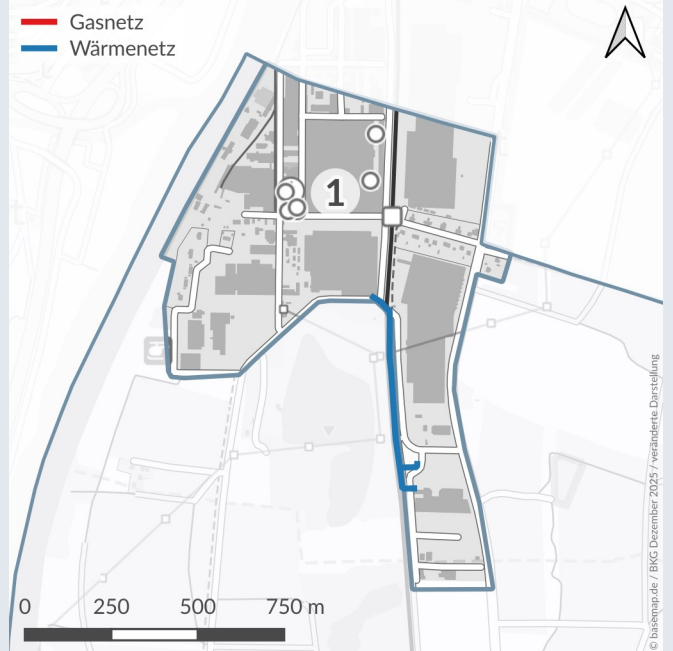 Gasnetz
Wärmenetz
1
0 250 500 750 m
© basemap.de / BKG Dezember 2025 / veränderte Darstellung